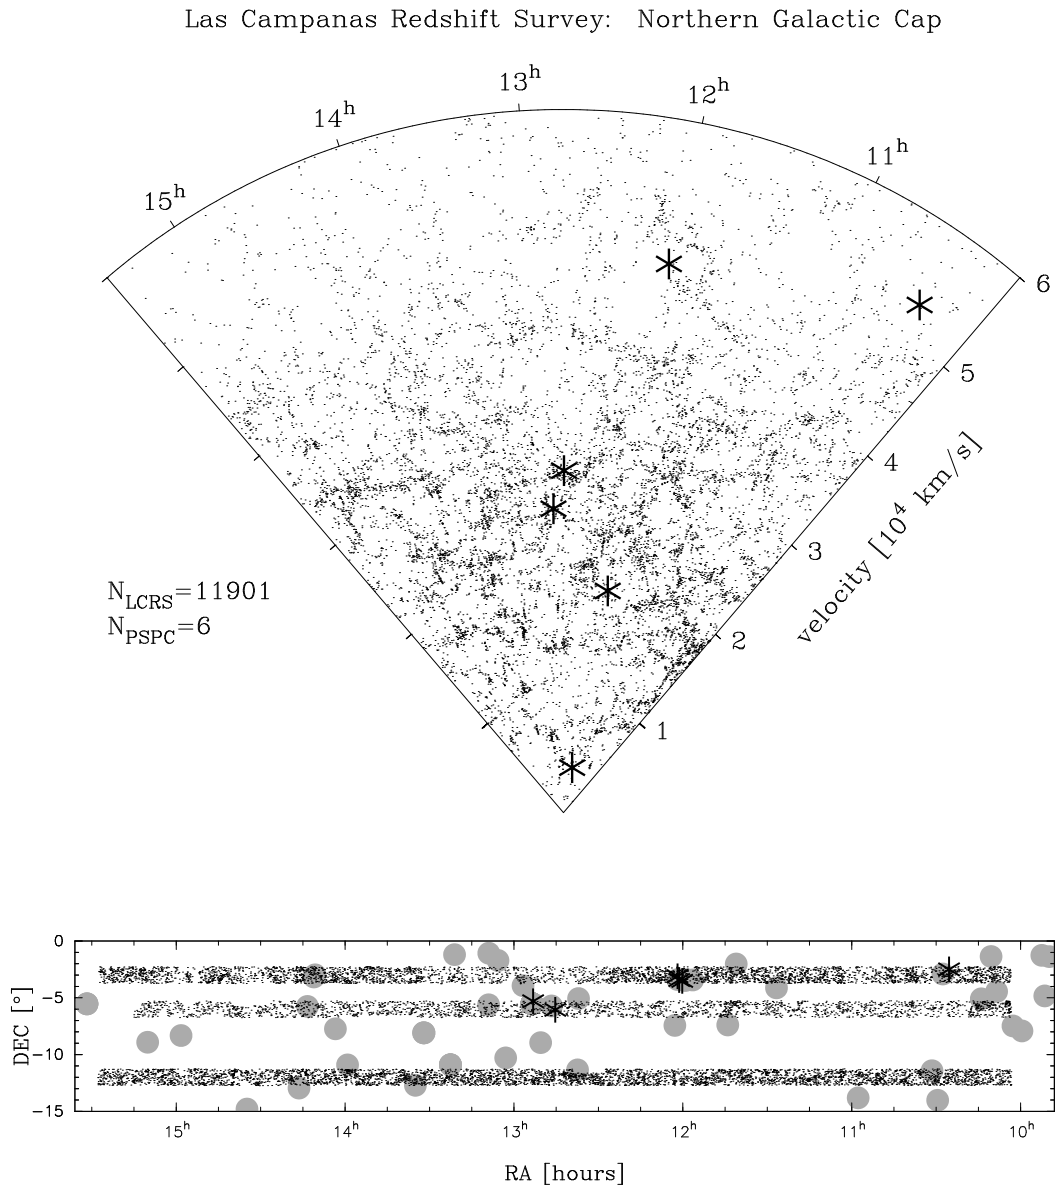 Las Campanas Redshift Survey:  Northern Galactic Cap
15ʰ 14ʰ 13ʰ 12ʰ 11ʰ
6
5
4
3
2
1
velocity [10⁴ km/s]
N_LCRS=11901
N_PSPC=6
0
−5
−10
−15
DEC [°]
15ʰ 14ʰ 13ʰ 12ʰ 11ʰ 10ʰ
RA [hours]